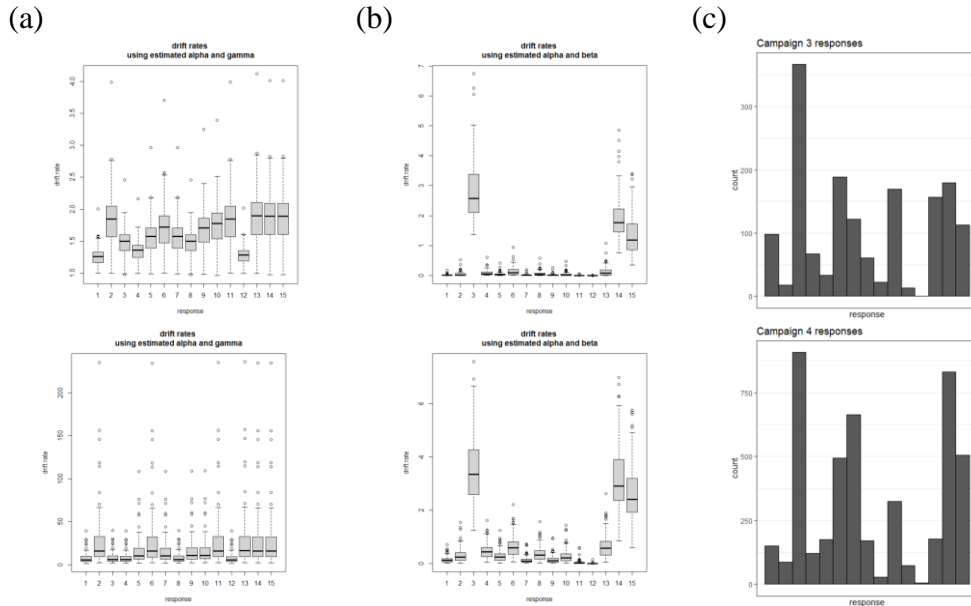 (a)
(b)
(c)
drift rates
using estimated alpha and gamma
drift rate
4.0
3.5
3.0
2.5
2.0
1.5
1.0
1 2 3 4 5 6 7 8 9 10 11 12 13 14 15
response
drift rates
using estimated alpha and beta
drift rate
7
6
5
4
3
2
1
0
1 2 3 4 5 6 7 8 9 10 11 12 13 14 15
response
Campaign 3 responses
count
300
200
100
0
response
drift rates
using estimated alpha and gamma
drift rate
200
150
100
50
0
1 2 3 4 5 6 7 8 9 10 11 12 13 14 15
response
drift rates
using estimated alpha and beta
drift rate
6
4
2
0
1 2 3 4 5 6 7 8 9 10 11 12 13 14 15
response
Campaign 4 responses
count
750
500
250
0
response